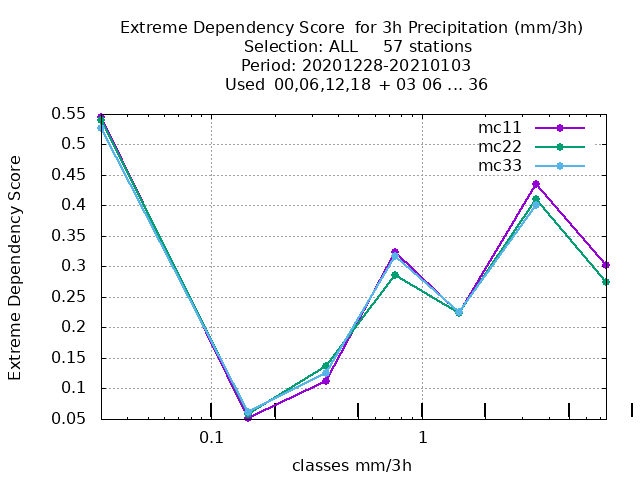 Extreme Dependency Score  for 3h Precipitation (mm/3h)
Selection: ALL     57 stations
Period: 20201228-20210103
Used  00,06,12,18  + 03 06 ... 36
mc11
mc22
mc33
0.55
0.5
0.45
0.4
0.35
0.3
0.25
0.2
0.15
0.1
0.05
Extreme Dependency Score
0.1
1
classes mm/3h